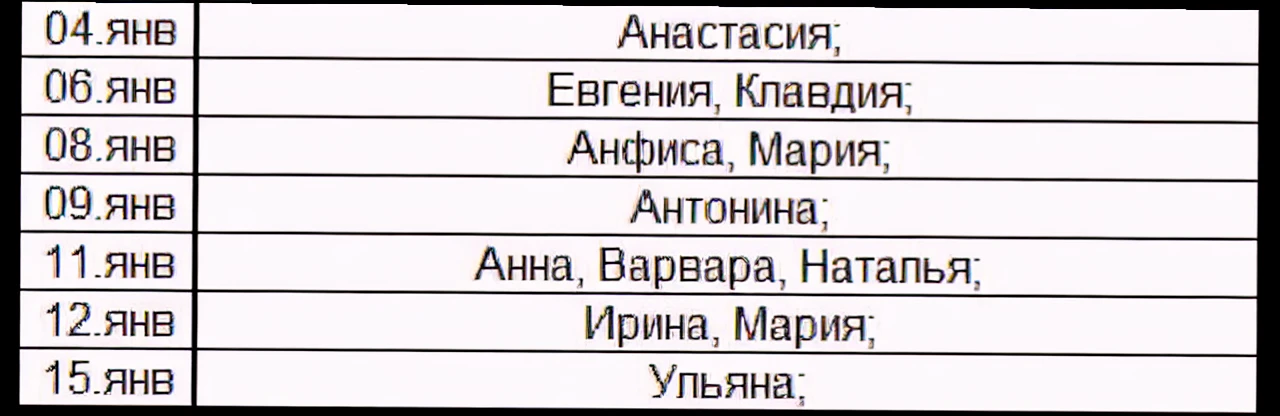 04.янв Анастасия;
06.янв Евгения, Клавдия;
08.янв Анфиса, Мария;
09.янв Антонина;
11.янв Анна, Варвара, Наталья;
12.янв Ирина, Мария;
15.янв Ульяна;